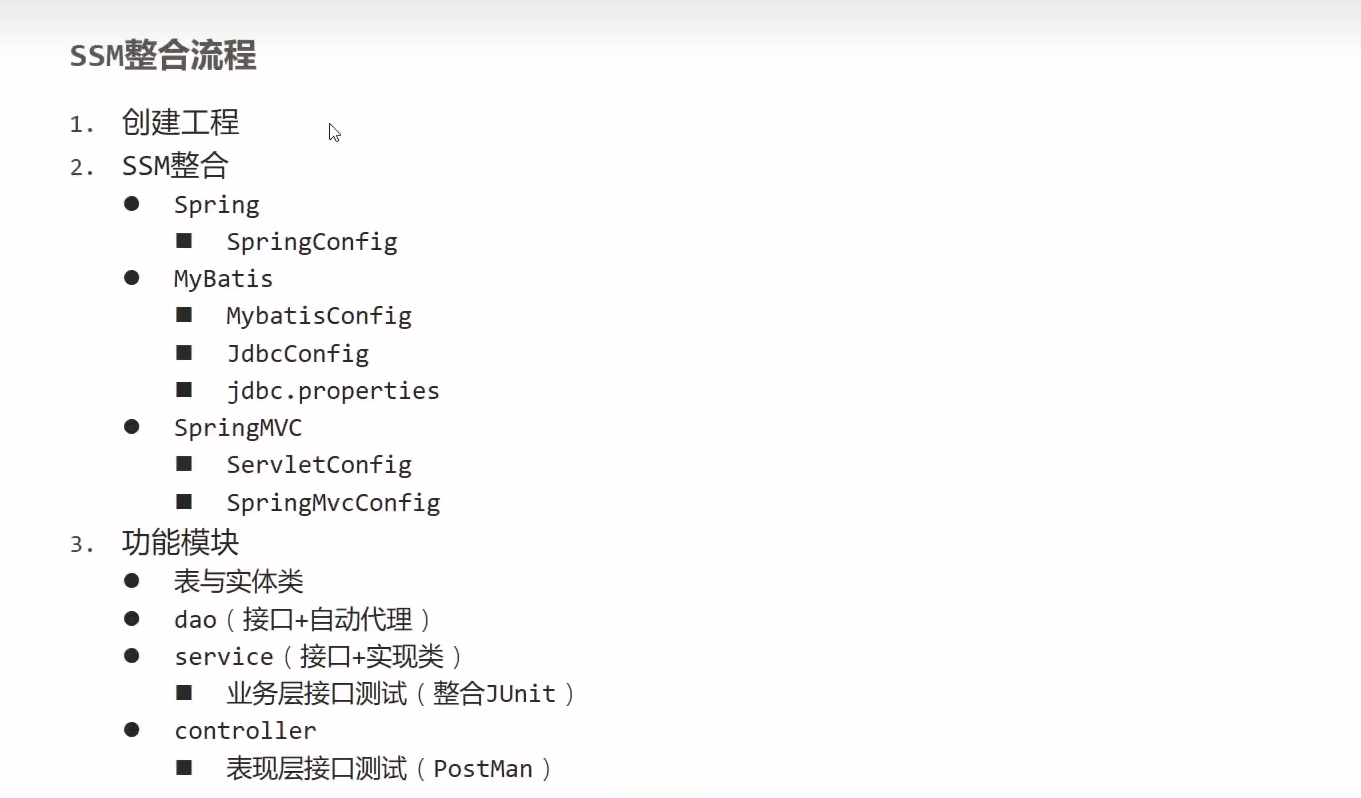 SSM整合流程
1. 创建工程
2. SSM整合
● Spring
■ SpringConfig
● MyBatis
■ MybatisConfig
■ JdbcConfig
■ jdbc.properties
● SpringMVC
■ ServletConfig
■ SpringMvcConfig
3. 功能模块
● 表与实体类
● dao（接口+自动代理）
● service（接口+实现类）
■ 业务层接口测试（整合JUnit）
● controller
■ 表现层接口测试（PostMan）